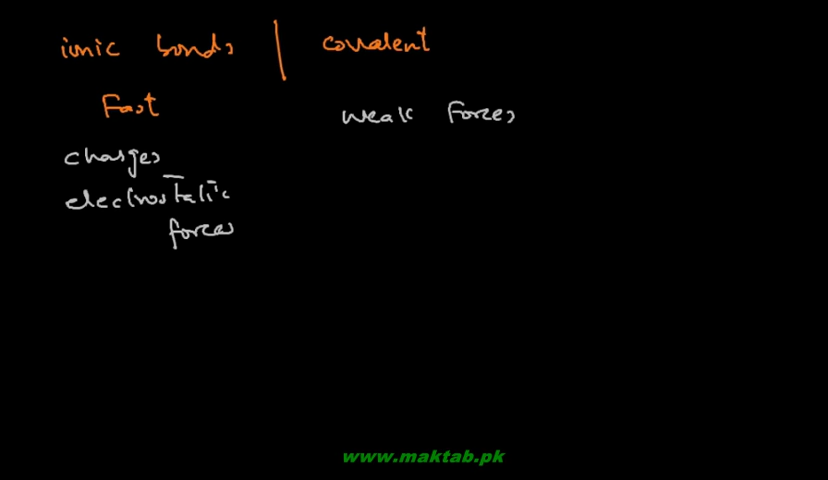 ionic bonds | covalent
Fast
weak Forces
charges
electrostatic
forces
www.maktab.pk